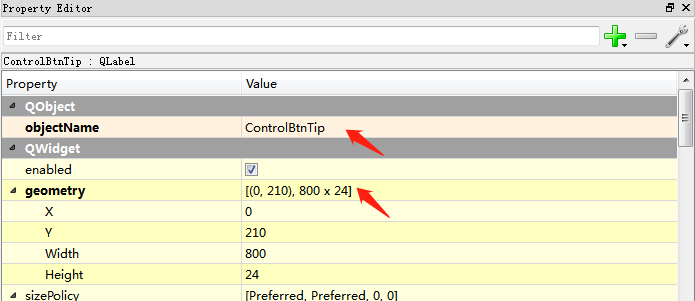 Property Editor
Filter
ControlBtnTip : QLabel
Property Value
QObject
objectName ControlBtnTip
QWidget
enabled
geometry [(0, 210), 800 x 24]
X 0
Y 210
Width 800
Height 24
sizePolicy [Preferred, Preferred, 0, 0]